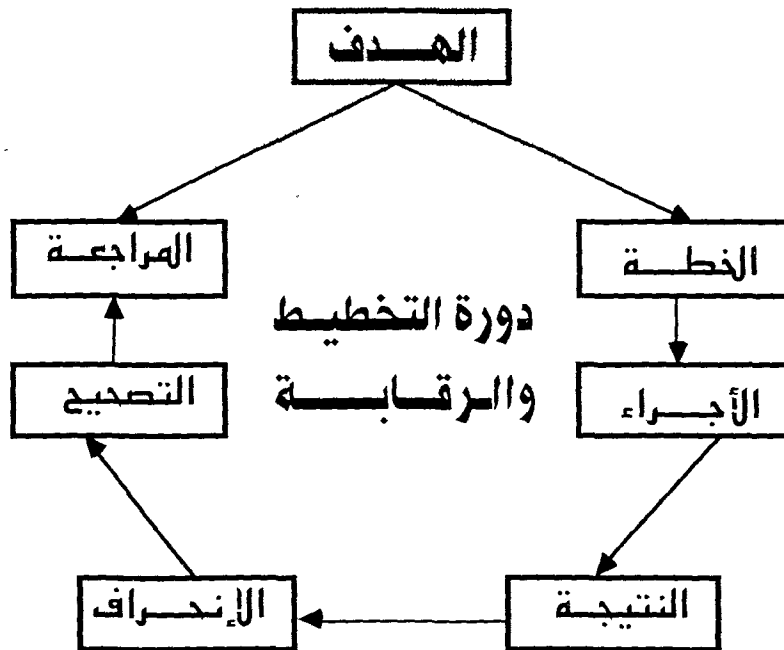 الهدف
المراجعة
الخطة
دورة التخطيط
والرقابة
التصحيح
الأجراء
الإنحراف
النتيجة